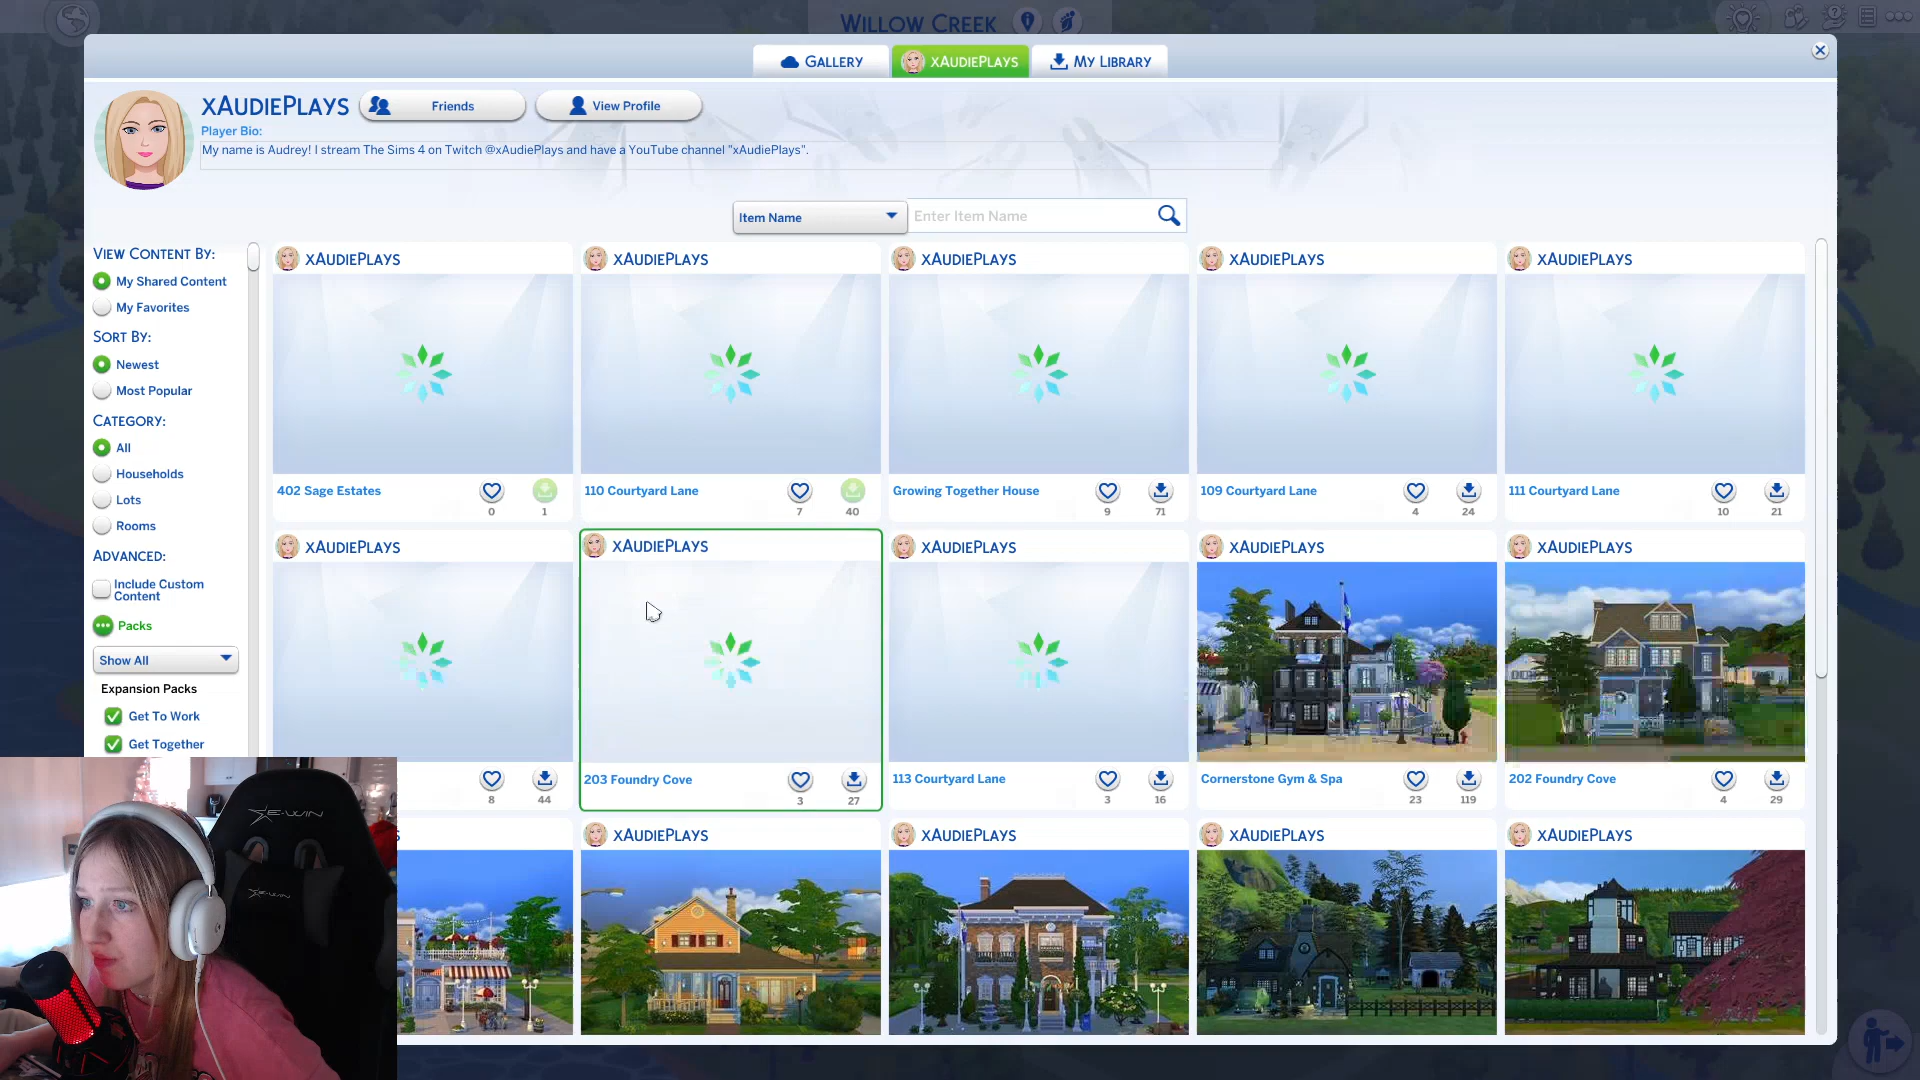 WILLOW CREEK
GALLERY
XAUDIEPLAYS
MY LIBRARY
XAUDIEPLAYS
Friends
View Profile
Player Bio:
My name is Audrey! I stream The Sims 4 on Twitch @xAudiePlays and have a YouTube channel "xAudiePlays".
Item Name
Enter Item Name
VIEW CONTENT BY:
My Shared Content
My Favorites
SORT BY:
Newest
Most Popular
CATEGORY:
All
Households
Lots
Rooms
ADVANCED:
Include Custom
Content
Packs
Show All
Expansion Packs
Get To Work
Get Together
XAUDIEPLAYS
402 Sage Estates
0
1
XAUDIEPLAYS
110 Courtyard Lane
7
40
XAUDIEPLAYS
Growing Together House
9
71
XAUDIEPLAYS
109 Courtyard Lane
4
24
XAUDIEPLAYS
111 Courtyard Lane
10
21
XAUDIEPLAYS
8
44
XAUDIEPLAYS
203 Foundry Cove
3
27
XAUDIEPLAYS
113 Courtyard Lane
3
16
XAUDIEPLAYS
Cornerstone Gym & Spa
23
119
XAUDIEPLAYS
202 Foundry Cove
4
29
XAUDIEPLAYS
XAUDIEPLAYS
XAUDIEPLAYS
XAUDIEPLAYS
E-WIN
E-WIN